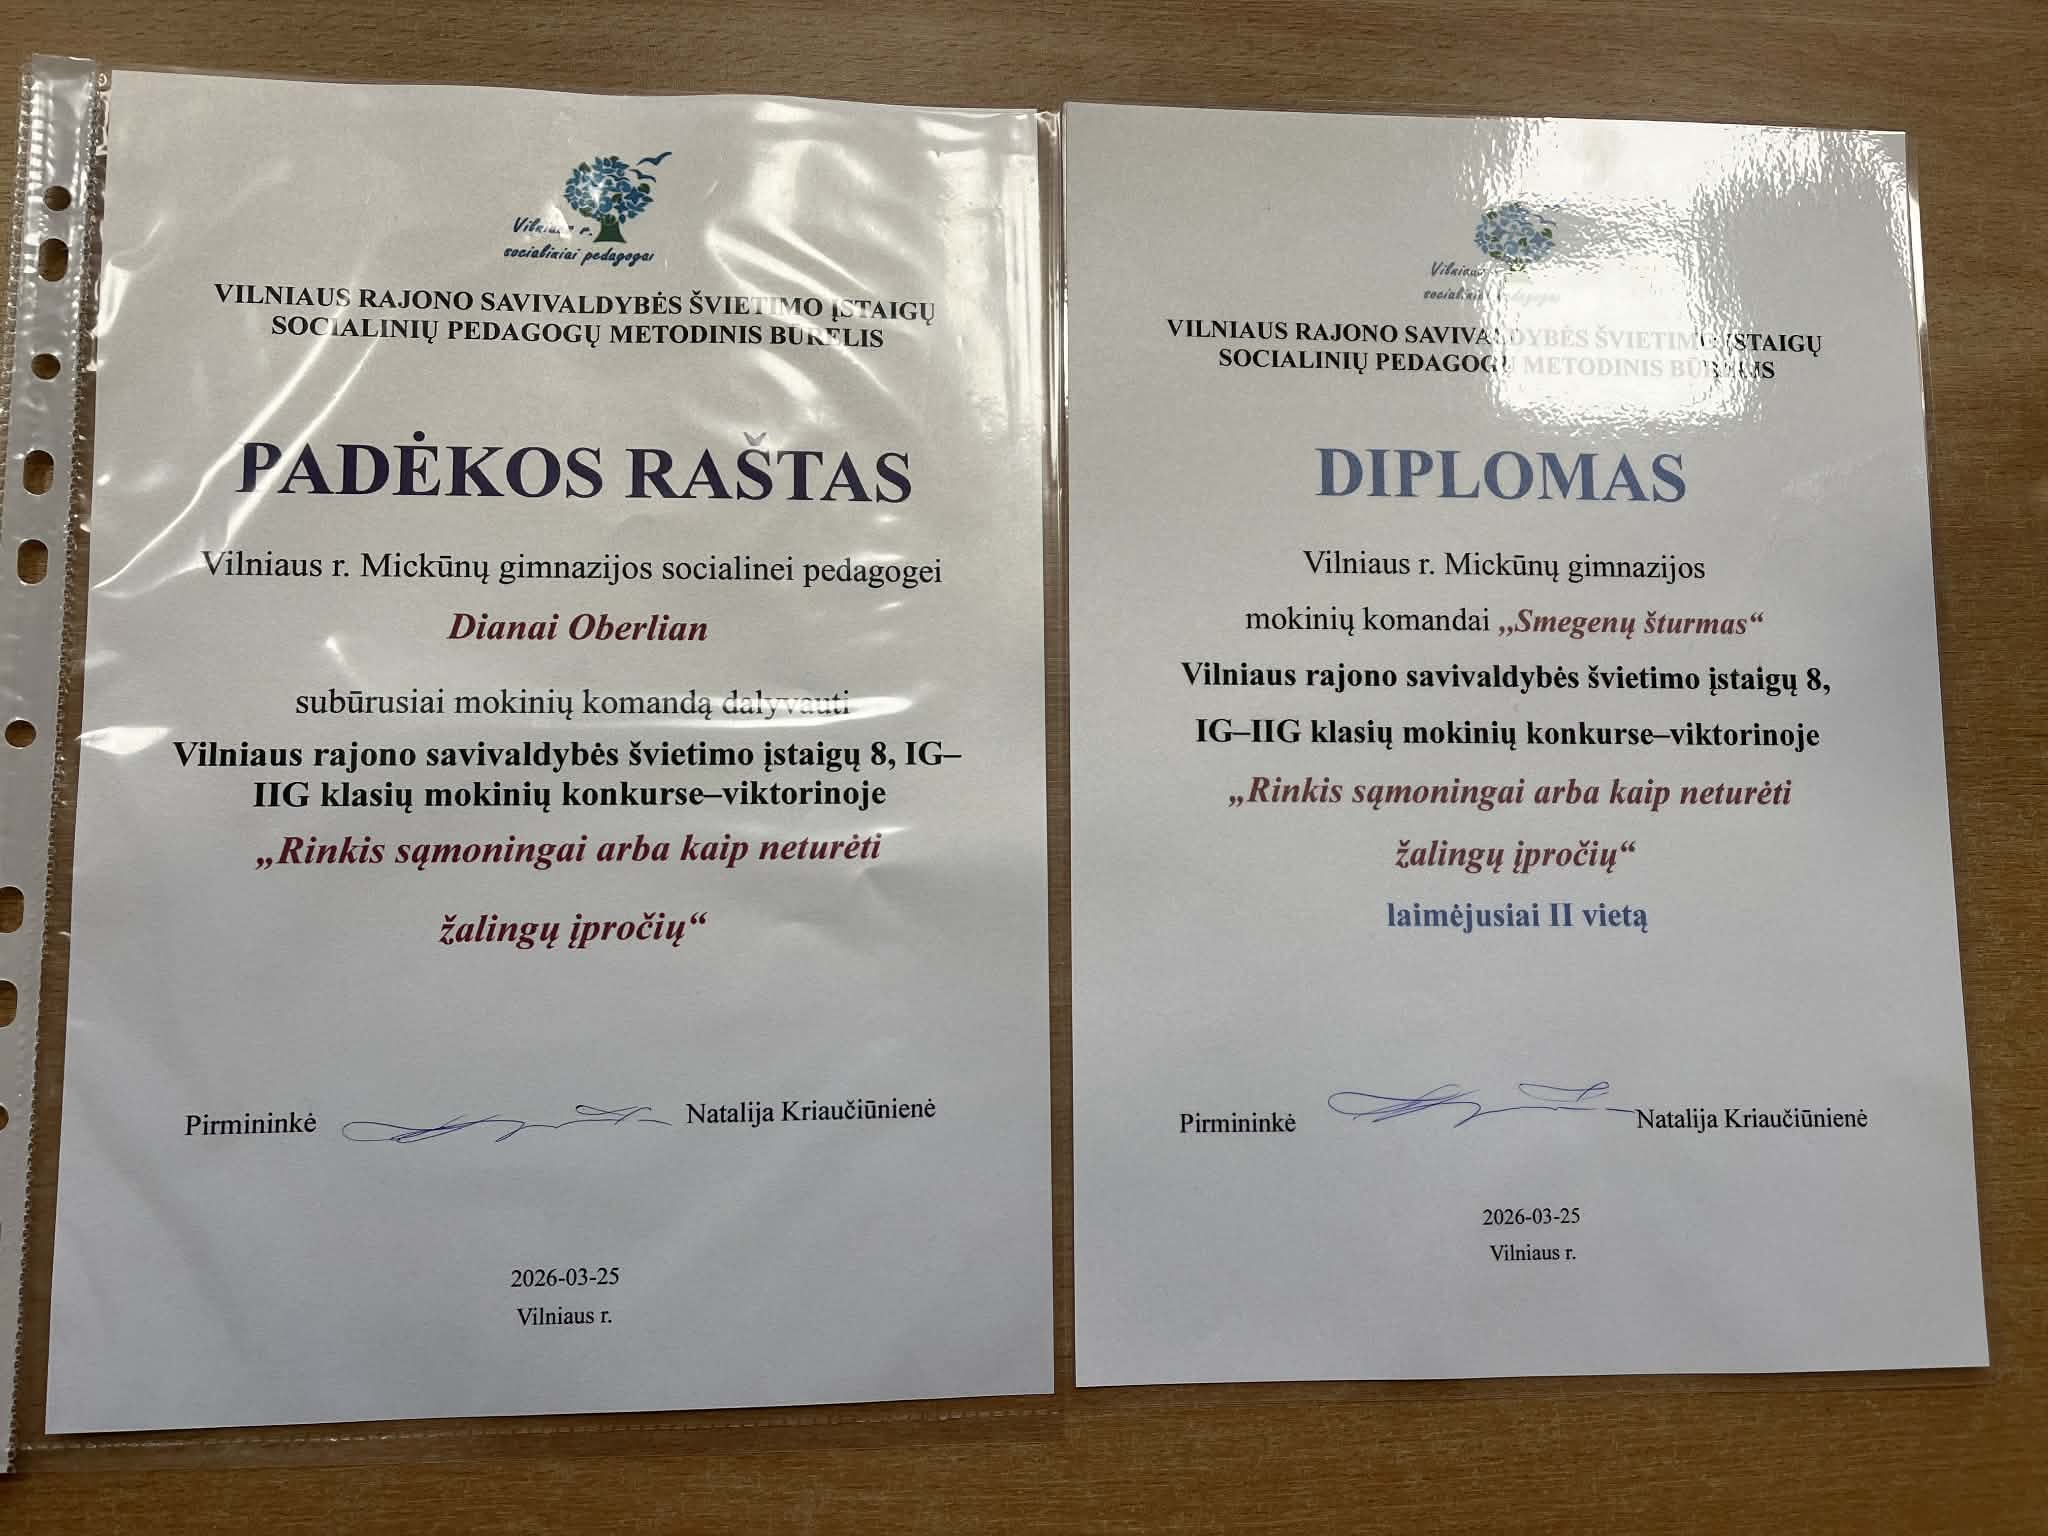 Vilniaus r.
socialiniai pedagogai
VILNIAUS RAJONO SAVIVALDYBĖS ŠVIETIMO ĮSTAIGŲ
SOCIALINIŲ PEDAGOGŲ METODINIS BŪRELIS
PADĖKOS RAŠTAS
Vilniaus r. Mickūnų gimnazijos socialinei pedagogei
Dianai Oberlian
subūrusiai mokinių komandą dalyvauti
Vilniaus rajono savivaldybės švietimo įstaigų 8, IG–
IIG klasių mokinių konkurse–viktorinoje
„Rinkis sąmoningai arba kaip neturėti
žalingų įpročių“
Pirmininkė Natalija Kriaučiūnienė
2026-03-25
Vilniaus r.
Vilniaus
socialiniai pedagogai
VILNIAUS RAJONO SAVIVALDYBĖS ŠVIETIMO ĮSTAIGŲ
SOCIALINIŲ PEDAGOGŲ METODINIS BŪRELIS
DIPLOMAS
Vilniaus r. Mickūnų gimnazijos
mokinių komandai „Smegenų šturmas“
Vilniaus rajono savivaldybės švietimo įstaigų 8,
IG–IIG klasių mokinių konkurse–viktorinoje
„Rinkis sąmoningai arba kaip neturėti
žalingų įpročių“
laimėjusiai II vietą
Pirmininkė Natalija Kriaučiūnienė
2026-03-25
Vilniaus r.